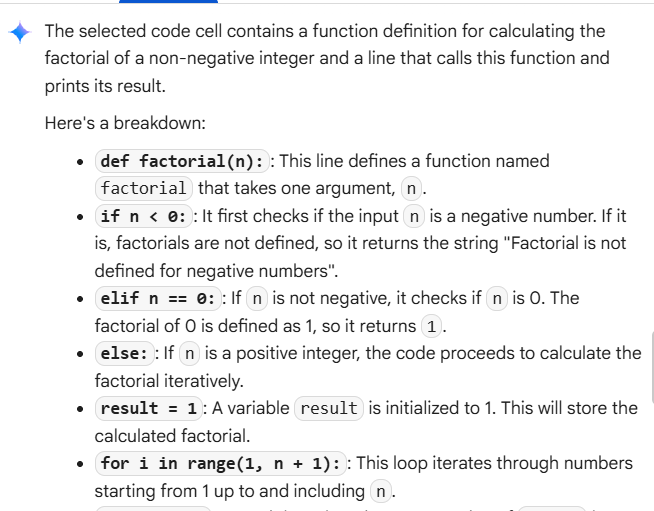 The selected code cell contains a function definition for calculating the
factorial of a non-negative integer and a line that calls this function and
prints its result.
Here's a breakdown:
• def factorial(n): : This line defines a function named
factorial that takes one argument, n .
• if n < 0: : It first checks if the input n is a negative number. If it
is, factorials are not defined, so it returns the string "Factorial is not
defined for negative numbers".
• elif n == 0: : If n is not negative, it checks if n is 0. The
factorial of 0 is defined as 1, so it returns 1 .
• else: : If n is a positive integer, the code proceeds to calculate the
factorial iteratively.
• result = 1 : A variable result is initialized to 1. This will store the
calculated factorial.
• for i in range(1, n + 1): : This loop iterates through numbers
starting from 1 up to and including n .